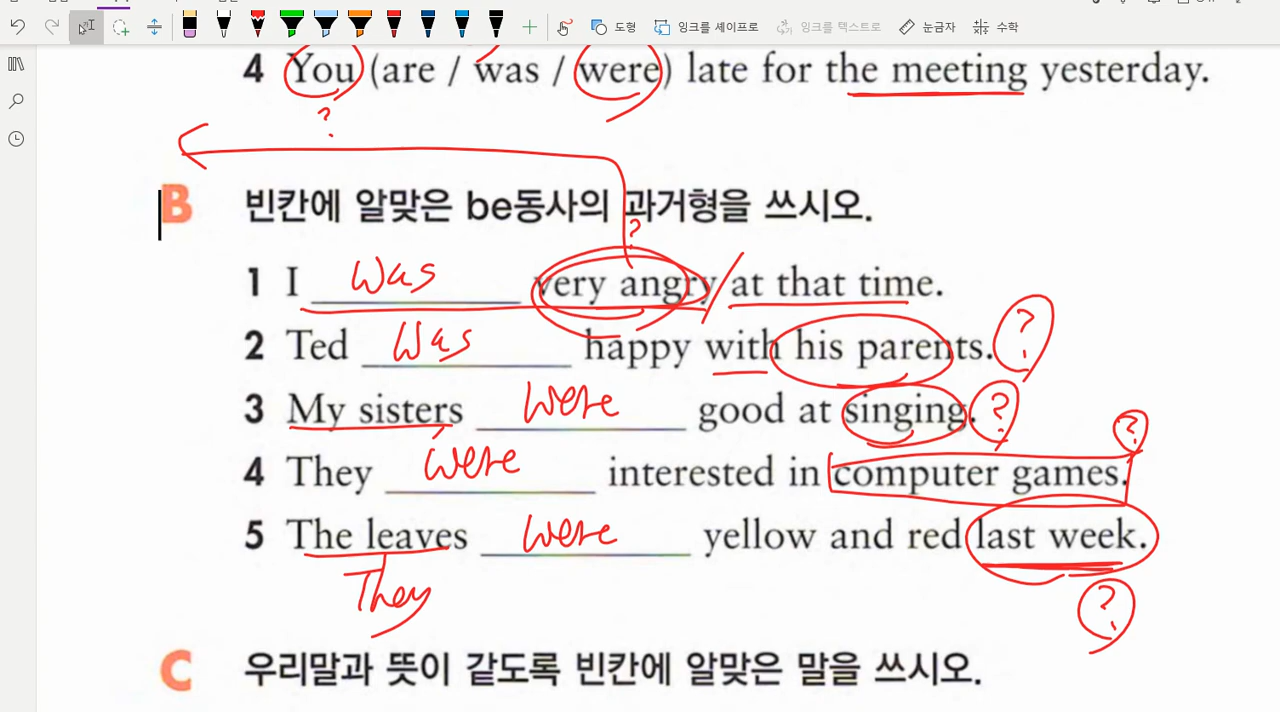 도형 잉크를 셰이프로 잉크를 텍스트로 눈금자 수학
4 You (are / was / were) late for the meeting yesterday.
?
B 빈칸에 알맞은 be동사의 과거형을 쓰시오.
?
1 I was very angry / at that time.
2 Ted was happy with his parents. ?
3 My sisters were good at singing. ?
4 They were interested in computer games. ?
5 The leaves were yellow and red last week.
They ?
C 우리말과 뜻이 같도록 빈칸에 알맞은 말을 쓰시오.